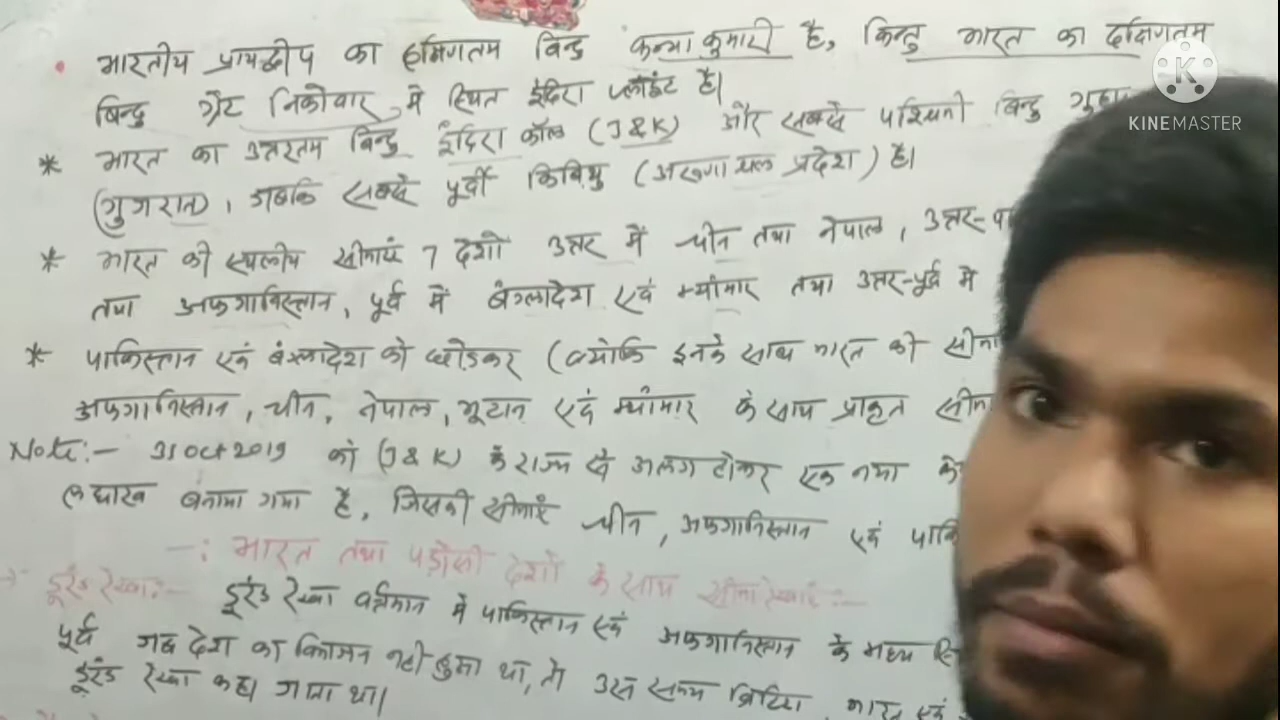 भारतीय प्रायद्वीप का दक्षिणतम बिन्दु कन्याकुमारी है, किन्तु भारत का दक्षिणतम
बिन्दु ग्रेट निकोबार में स्थित इंदिरा प्वाइंट है।
* भारत का उत्तरतम बिन्दु इंदिरा कॉल (J&K) और सबसे पश्चिमी बिन्दु
(गुजरात), जबकि सबसे पूर्वी किबिथु (अरुणाचल प्रदेश) है।
* भारत की स्थलीय सीमाएं 7 देशों उत्तर में चीन तथा नेपाल, उत्तर-
तथा अफगानिस्तान, पूर्व में बंग्लादेश एवं म्यांमार तथा उत्तर-पूर्व में
* पाकिस्तान एवं बंग्लादेश को छोड़कर (क्योंकि इनके साथ भारत की
अफगानिस्तान, चीन, नेपाल, भूटान एवं म्यांमार के साथ प्राकृत
Note:- 31 Oct 2019 को (J&K) के राज्य से अलग होकर एक नया
लद्दाख बनाया गया है, जिसकी सीमाएं चीन, अफगानिस्तान एवं
-: भारत तथा पड़ोसी देशों के साथ सीमा रेखाएं:-
डूरंड रेखा:- डूरंड रेखा वर्तमान में पाकिस्तान एवं अफगानिस्तान के मध्य
पूर्व जब देश का विभाजन नहीं हुआ था, तो उस समय ब्रिटिश भारत एवं
डूरंड रेखा कहा जाता था।
K
KINEMASTER